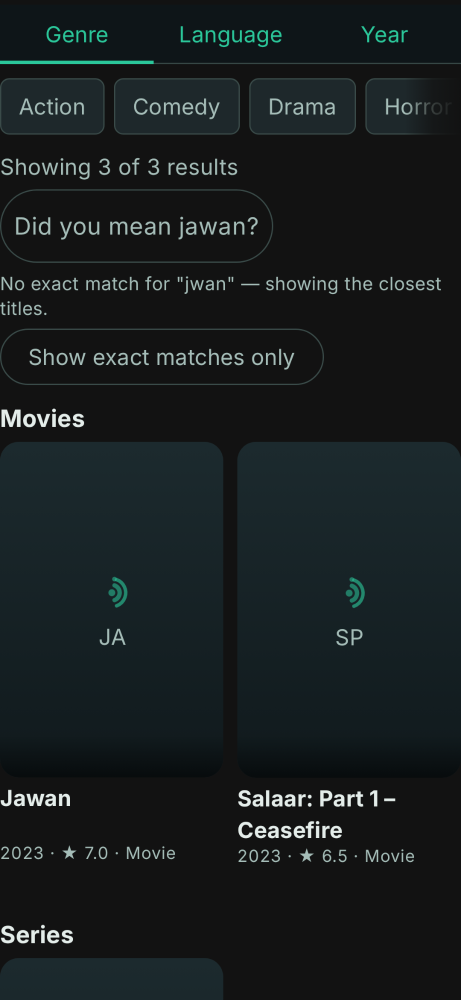 Genre Language Year
Action Comedy Drama Horror
Showing 3 of 3 results
Did you mean jawan?
No exact match for "jwan" — showing the closest
titles.
Show exact matches only
Movies
JA SP
Jawan
Salaar: Part 1 –
Ceasefire
2023 · ★ 7.0 · Movie
2023 · ★ 6.5 · Movie
Series